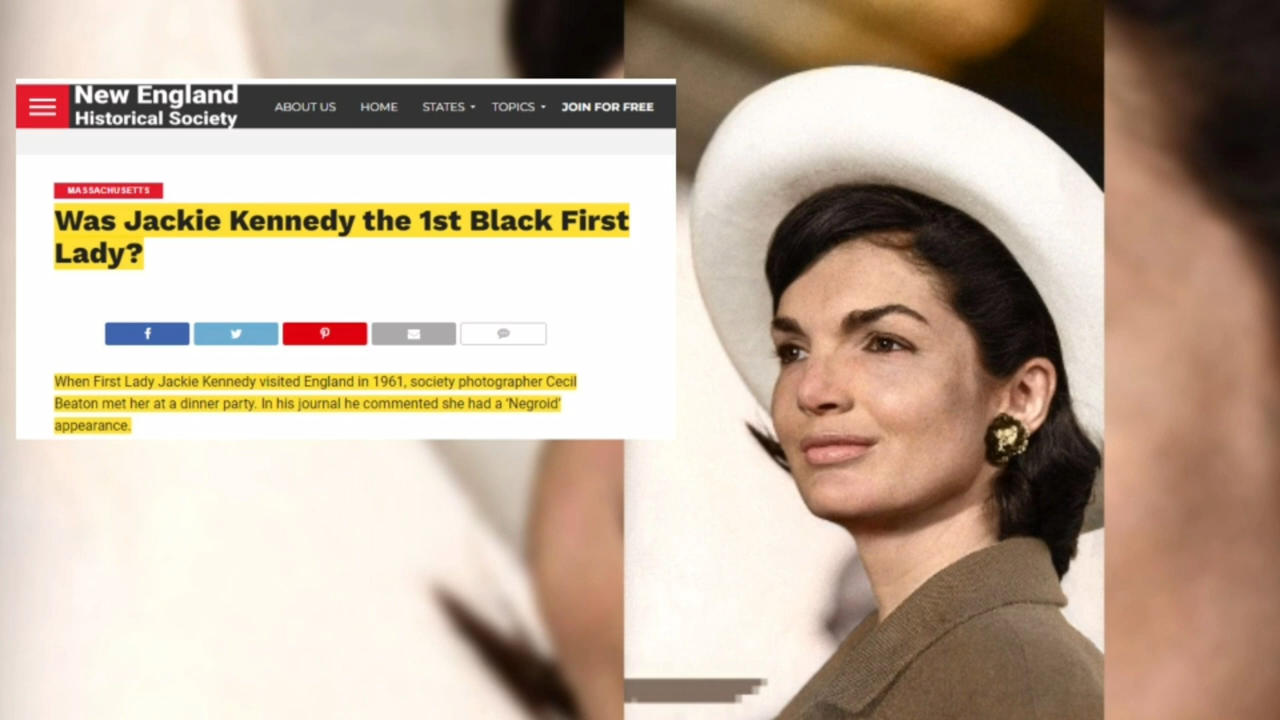 New England
Historical Society
ABOUT US HOME STATES TOPICS JOIN FOR FREE
MASSACHUSETTS
Was Jackie Kennedy the 1st Black First
Lady?
When First Lady Jackie Kennedy visited England in 1961, society photographer Cecil
Beaton met her at a dinner party. In his journal he commented she had a ‘Negroid’
appearance.